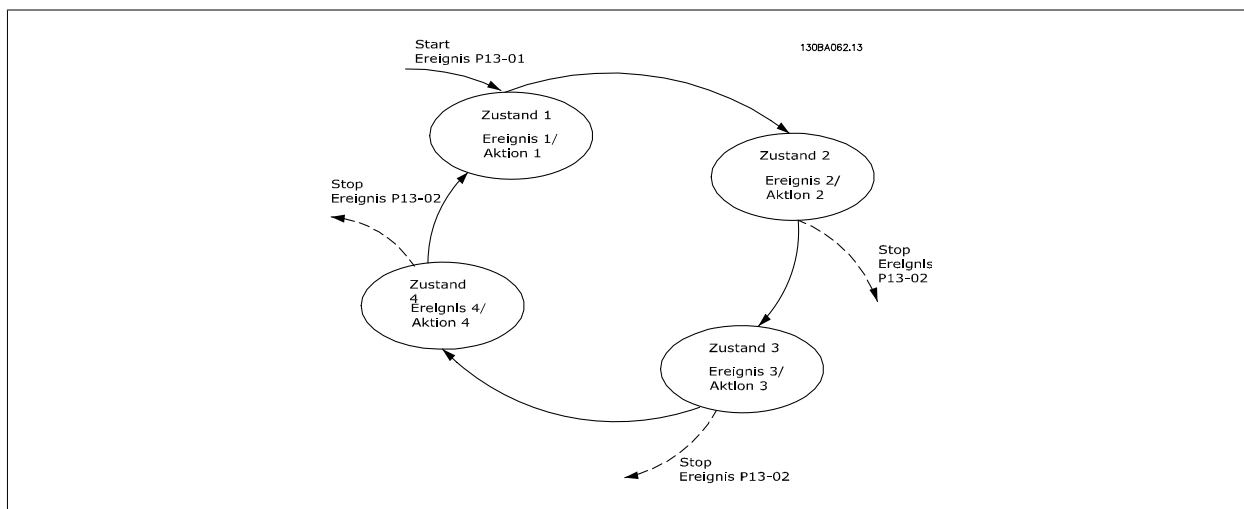 Start
Ereignis P13-01
130BA062.13
Zustand 1
Ereignis 1/
Aktion 1
Zustand 2
Ereignis 2/
Aktion 2
Stop
Ereignis P13-02
Stop
Ereignis
P13-02
Zustand
4
Ereignis 4/
Aktion 4
Zustand 3
Ereignis 3/
Aktion 3
Stop
Ereignis P13-02